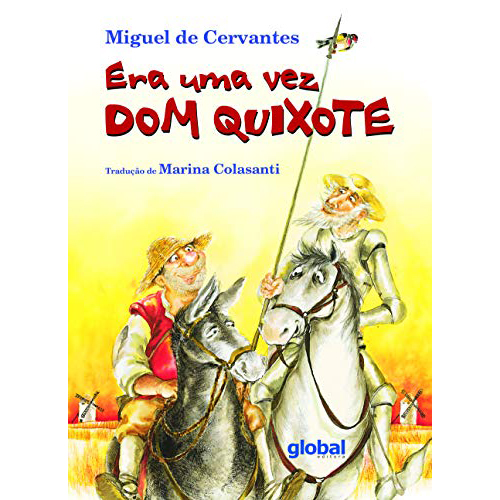 Miguel de Cervantes
Era uma vez
DOM QUIXOTE
Tradução de Marina Colasanti
global
editora